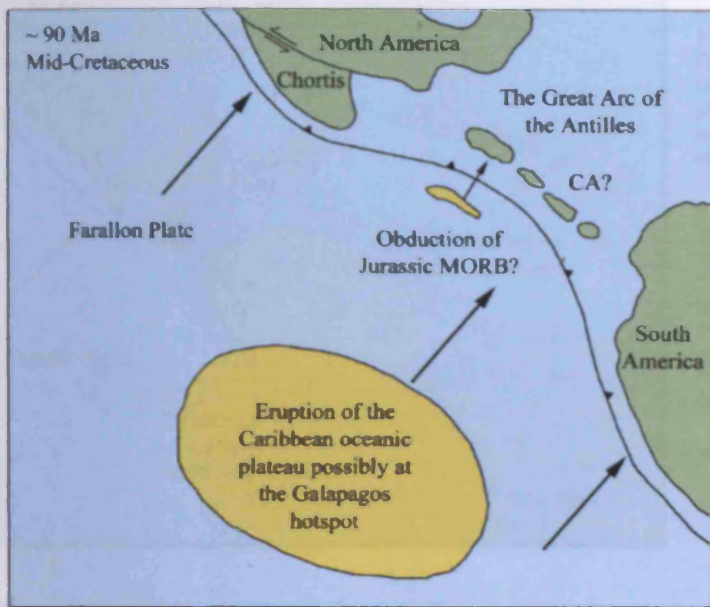 ~ 90 Ma
Mid-Cretaceous
North America
Chortis
The Great Arc of
the Antilles
CA?
Farallon Plate
Obduction of
Jurassic MORB?
South
America
Eruption of the
Caribbean oceanic
plateau possibly at
the Galapagos
hotspot